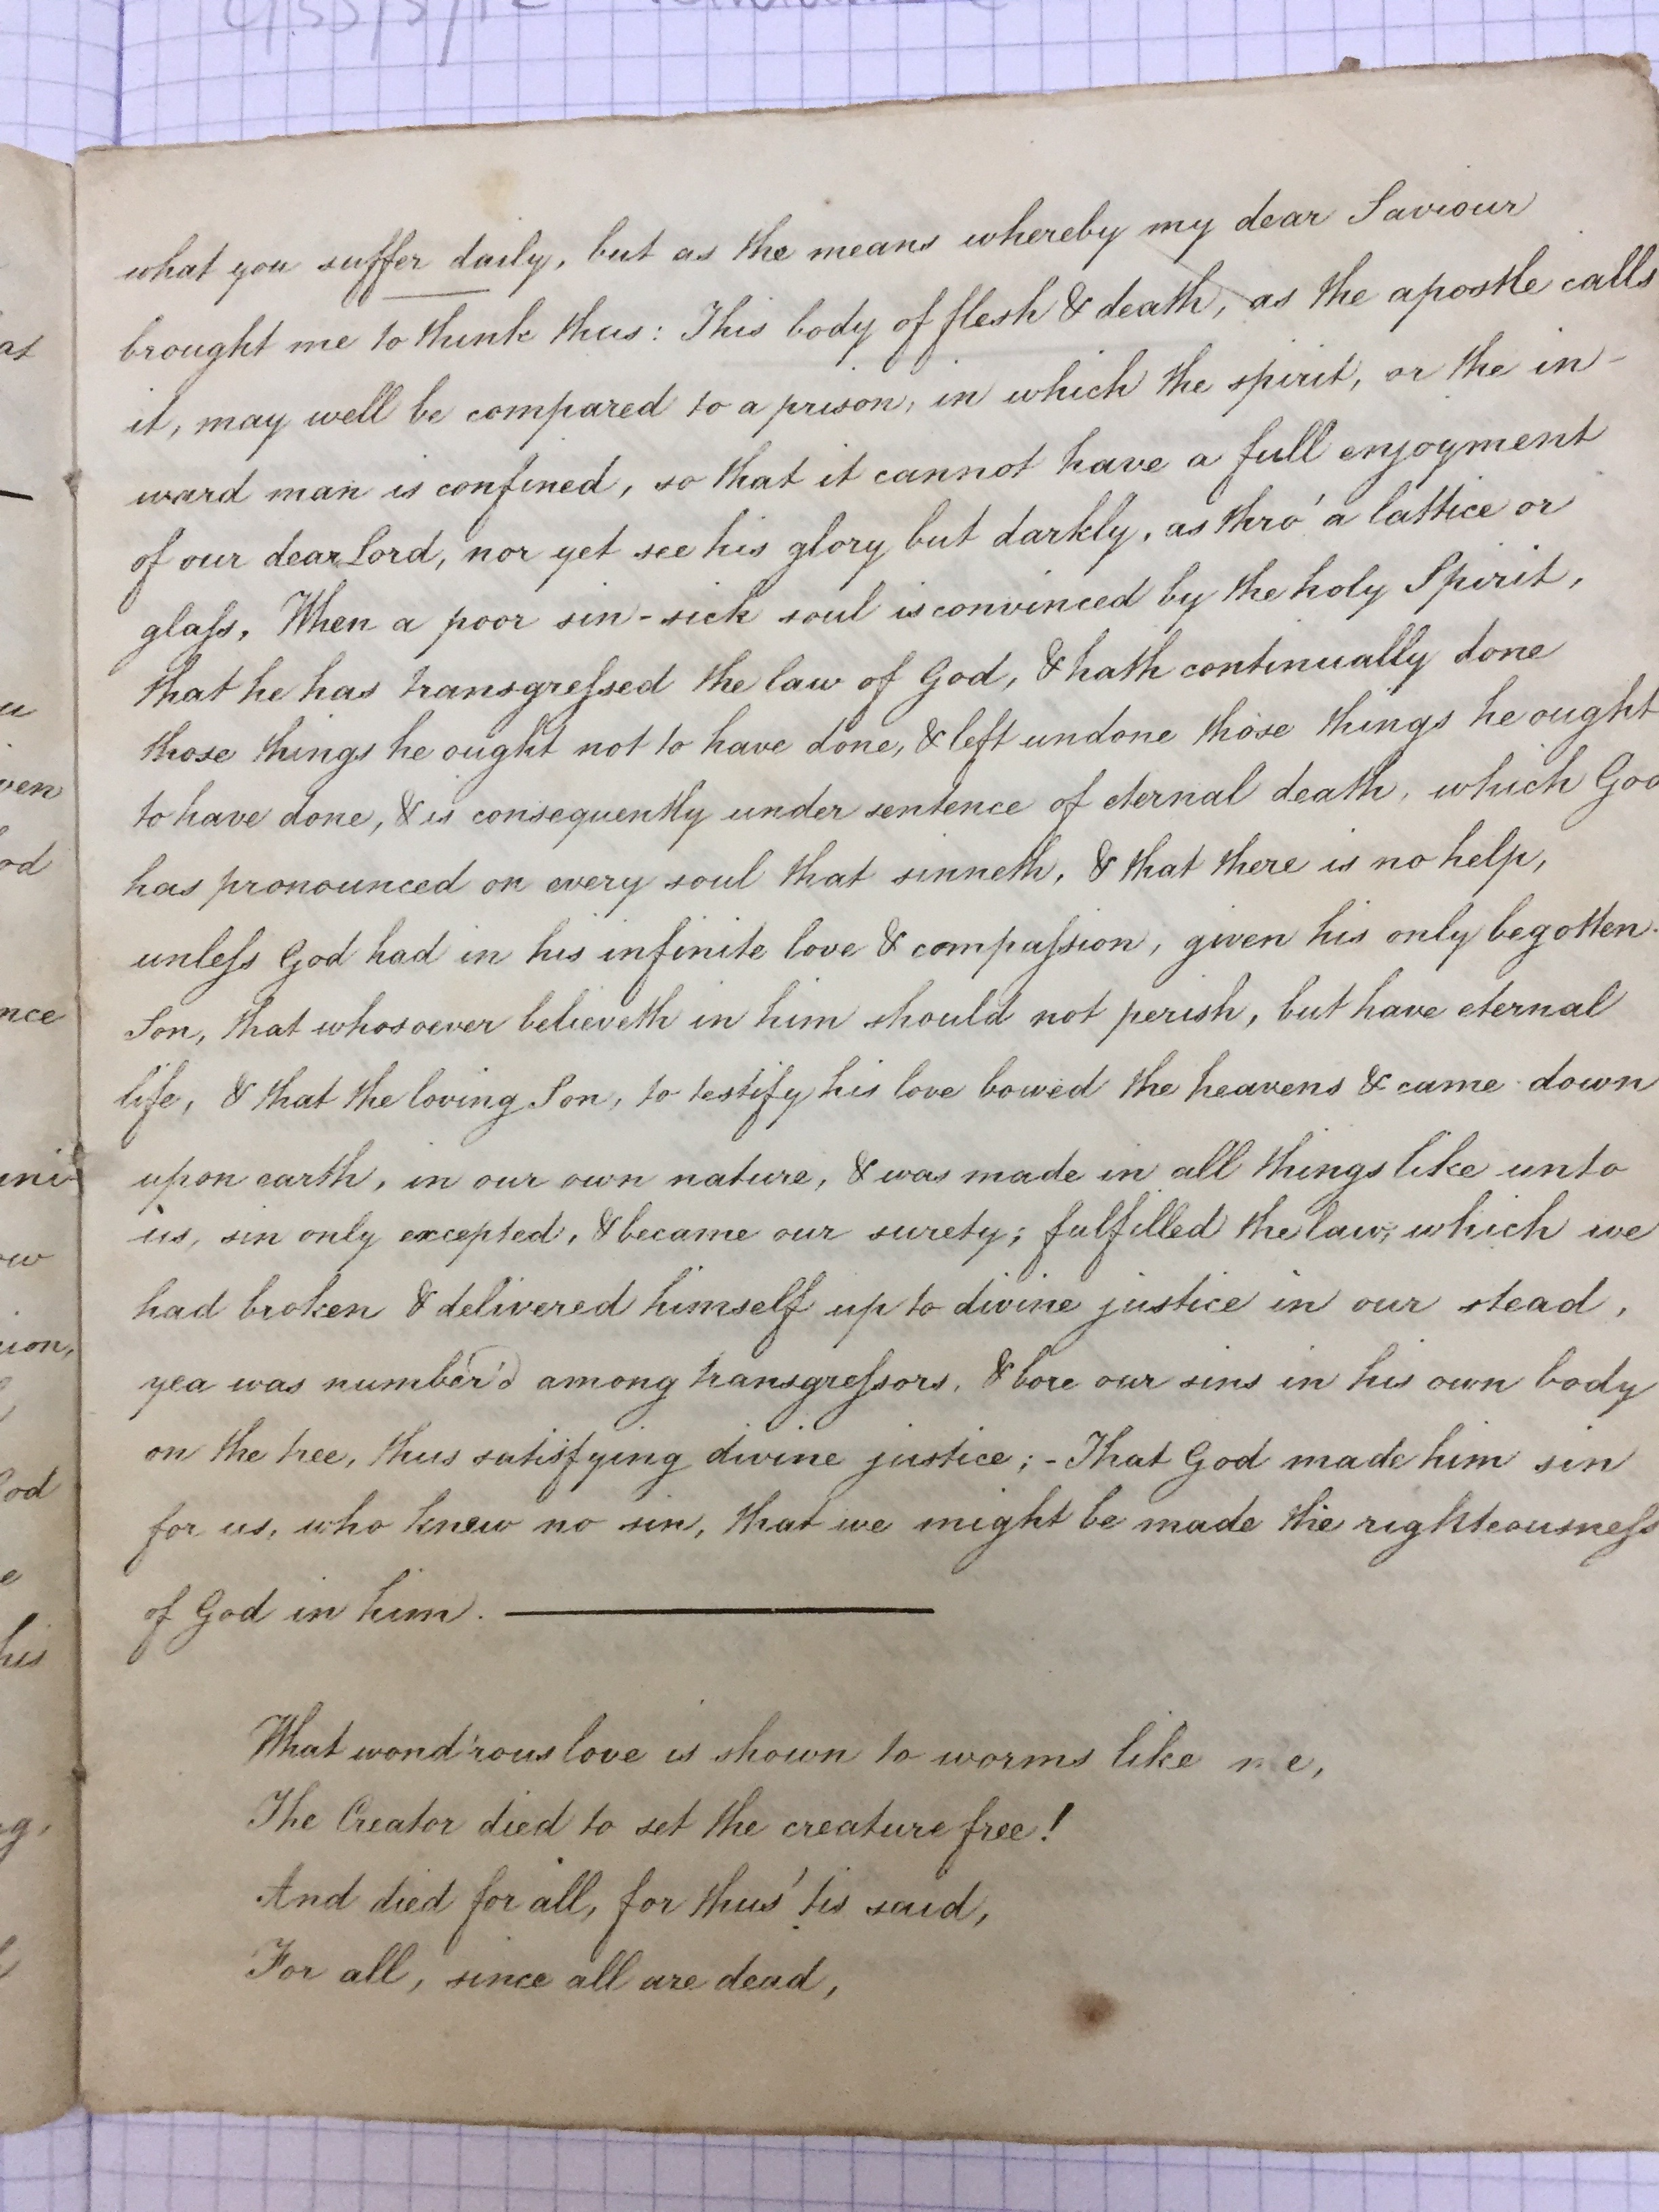 what you suffer daily, but as the means whereby my dear Saviour
brought me to think thus: This body of flesh & death, as the apostle calls
it, may well be compared to a prison, in which the spirit, or the in-
ward man is confined, so that it cannot have a full enjoyment
of our dear Lord, nor yet see his glory but darkly, as thro' a lattice or
glaſs. When a poor sin-sick soul is convinced by the holy Spirit,
that he has transgreſsed the law of God, & hath continually done
those things he ought not to have done, & left undone those things he ought
to have done, & is consequently under sentence of eternal death, which God
has pronounced on every soul that sinneth, & that there is no help,
unleſs God had in his infinite love & compaſsion, given his only begotten
Son, that whosoever believeth in him should not perish, but have eternal
life, & that the loving Son, to testify his love bowed the heavens & came down
upon earth, in our own nature, & was made in all things like unto
us, sin only excepted, & became our surety; fulfilled the law, which we
had broken & delivered himself up to divine justice in our stead,
yea was number'd among transgreſsors, & bore our sins in his own body
on the tree, thus satisfying divine justice; - That God made him sin
for us, who knew no sin, that we might be made the righteousneſs
of God in him.
What wond'rous love is shown to worms like me,
The Creator died to set the creature free!
And died for all, for thus 'tis said,
For all, since all are dead,